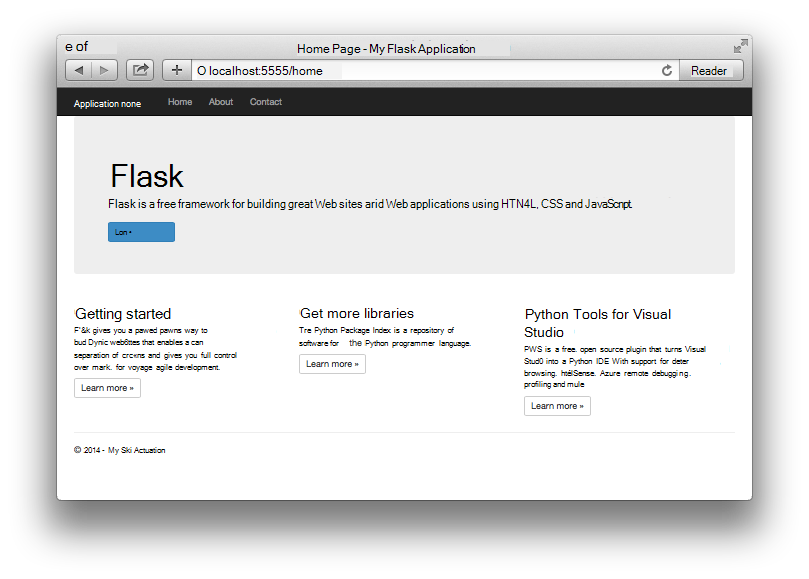 e of
Home Page - My Flask Application
O localhost:5555/home
Reader
Application none Home About Contact
Flask
Flask is a free framework for building great Web sites arid Web applications using HTN4L, CSS and JavaScript.
Lon •
Getting started
F'&k gives you a pawed pawns way to
bud Dynic web6ttes that enables a can
separation of crcxns and gives you full control
over mark. for voyage agile development.
Learn more »
Get more libraries
Tre Python Package Index is a repository of
software for the Python programmer language.
Learn more »
Python Tools for Visual
Studio
PWS is a free. open source plugin that turns Visual
Stud0 into a Python IDE With support for deter
browsing. htélSense. Azure remote debugging.
profiling and mule
Learn more »
© 2014 - My Ski Actuation